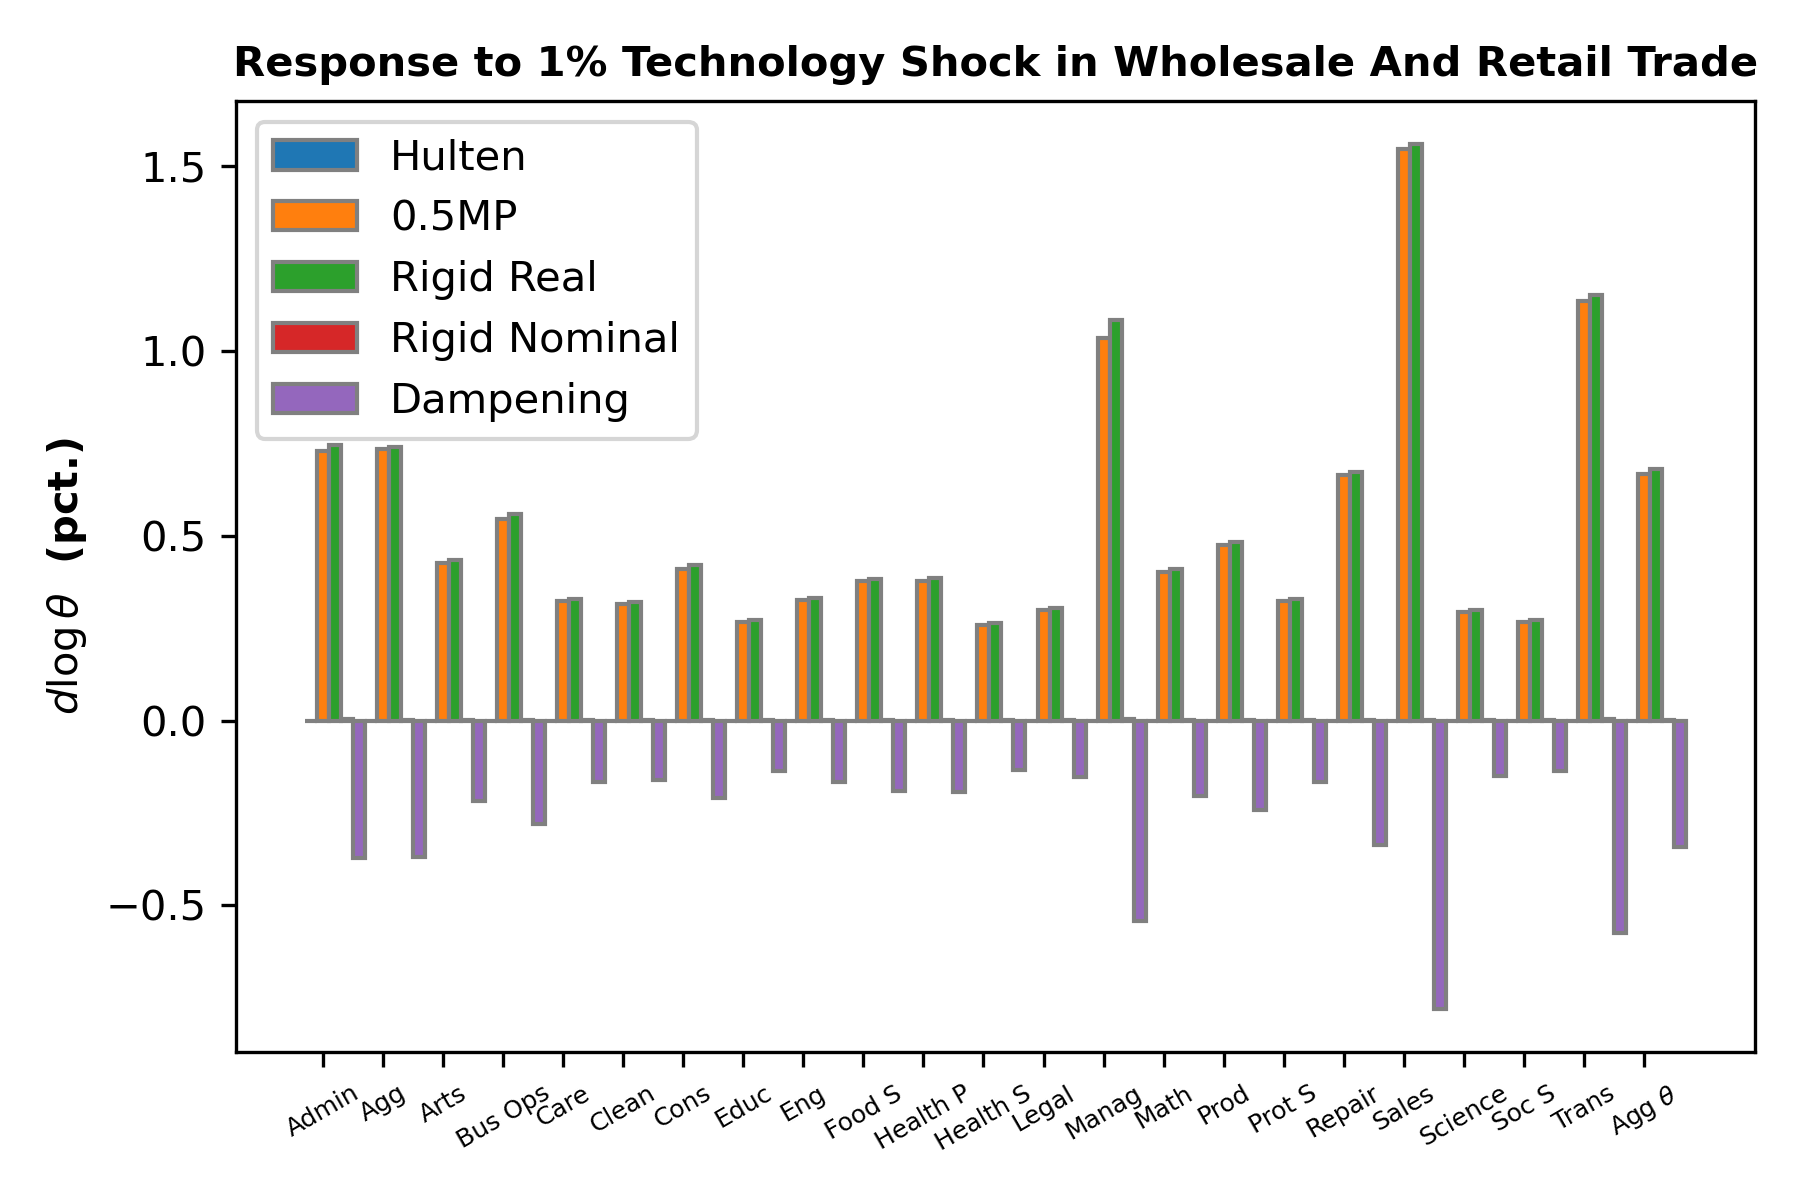 Response to 1% Technology Shock in Wholesale And Retail Trade
Hulten
0.5MP
Rigid Real
Rigid Nominal
Dampening
1.5
1.0
0.5
0.0
−0.5
dlog θ (pct.)
Admin
Agg
Arts
Bus Ops
Care
Clean
Cons
Educ
Eng
Food S
Health P
Health S
Legal
Manag
Math
Prod
Prot S
Repair
Sales
Science
Soc S
Trans
Agg θ